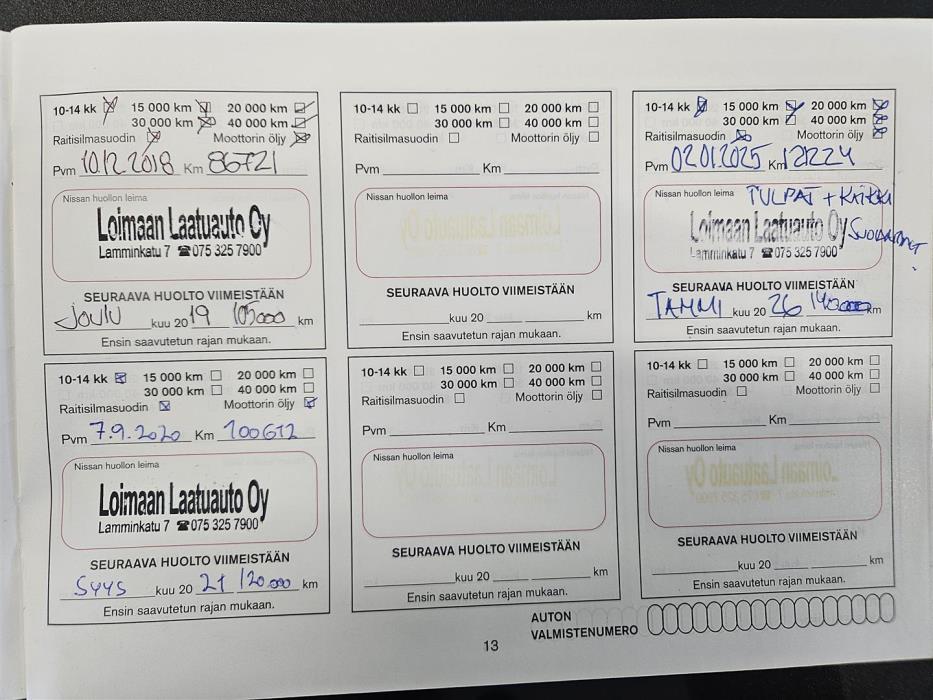 10-14 kk 15 000 km 20 000 km
30 000 km 40 000 km
Raitisilmasuodin Moottorin öljy
Pvm 10.12.2018 Km 86721
Nissan huollon leima
Loimaan Laatuauto Oy
Lamminkatu 7 ☎075 325 7900
SEURAAVA HUOLTO VIIMEISTÄÄN
JOULU kuu 2019 105000 km
Ensin saavutetun rajan mukaan.
10-14 kk 15 000 km 20 000 km
30 000 km 40 000 km
Raitisilmasuodin Moottorin öljy
Pvm Km
Nissan huollon leima
SEURAAVA HUOLTO VIIMEISTÄÄN
kuu 20 km
Ensin saavutetun rajan mukaan.
10-14 kk 15 000 km 20 000 km
30 000 km 40 000 km
Raitisilmasuodin Moottorin öljy
Pvm 02.01.2025 Km 121224
Nissan huollon leima TULPAT + KAIKKI
Loimaan Laatuauto Oy SUODATTIMET
Lamminkatu 7 ☎075 325 7900
SEURAAVA HUOLTO VIIMEISTÄÄN
TAMMI kuu 20 26 140000 km
Ensin saavutetun rajan mukaan.
10-14 kk 15 000 km 20 000 km
30 000 km 40 000 km
Raitisilmasuodin Moottorin öljy
Pvm 7.9.2020 Km 100612
Nissan huollon leima
Loimaan Laatuauto Oy
Lamminkatu 7 ☎075 325 7900
SEURAAVA HUOLTO VIIMEISTÄÄN
SYYS kuu 20 21 120.000 km
Ensin saavutetun rajan mukaan.
10-14 kk 15 000 km 20 000 km
30 000 km 40 000 km
Raitisilmasuodin Moottorin öljy
Pvm Km
Nissan huollon leima
SEURAAVA HUOLTO VIIMEISTÄÄN
kuu 20 km
Ensin saavutetun rajan mukaan.
10-14 kk 15 000 km 20 000 km
30 000 km 40 000 km
Raitisilmasuodin Moottorin öljy
Pvm Km
Nissan huollon leima
SEURAAVA HUOLTO VIIMEISTÄÄN
kuu 20 km
Ensin saavutetun rajan mukaan.
AUTON
VALMISTENUMERO
13